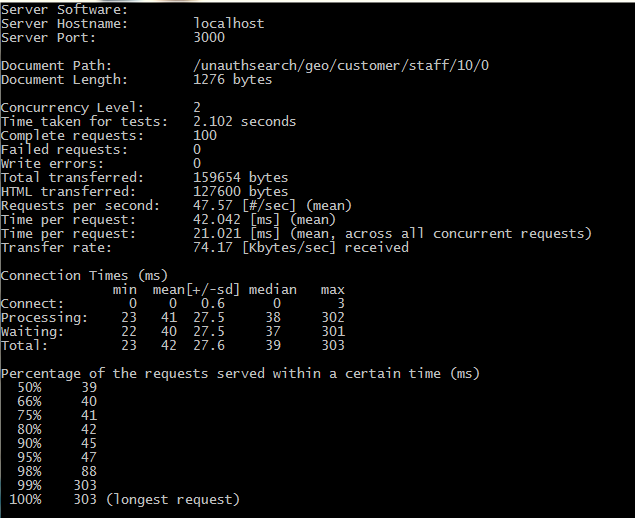 Server Software:
Server Hostname:        localhost
Server Port:            3000

Document Path:          /unauthsearch/geo/customer/staff/10/0
Document Length:        1276 bytes

Concurrency Level:      2
Time taken for tests:   2.102 seconds
Complete requests:      100
Failed requests:        0
Write errors:           0
Total transferred:      159654 bytes
HTML transferred:       127600 bytes
Requests per second:    47.57 [#/sec] (mean)
Time per request:       42.042 [ms] (mean)
Time per request:       21.021 [ms] (mean, across all concurrent requests)
Transfer rate:          74.17 [Kbytes/sec] received

Connection Times (ms)
              min  mean[+/-sd] median   max
Connect:        0    0   0.6      0       3
Processing:    23   41  27.5     38     302
Waiting:       22   40  27.5     37     301
Total:         23   42  27.6     39     303

Percentage of the requests served within a certain time (ms)
  50%     39
  66%     40
  75%     41
  80%     42
  90%     45
  95%     47
  98%     88
  99%    303
 100%    303 (longest request)